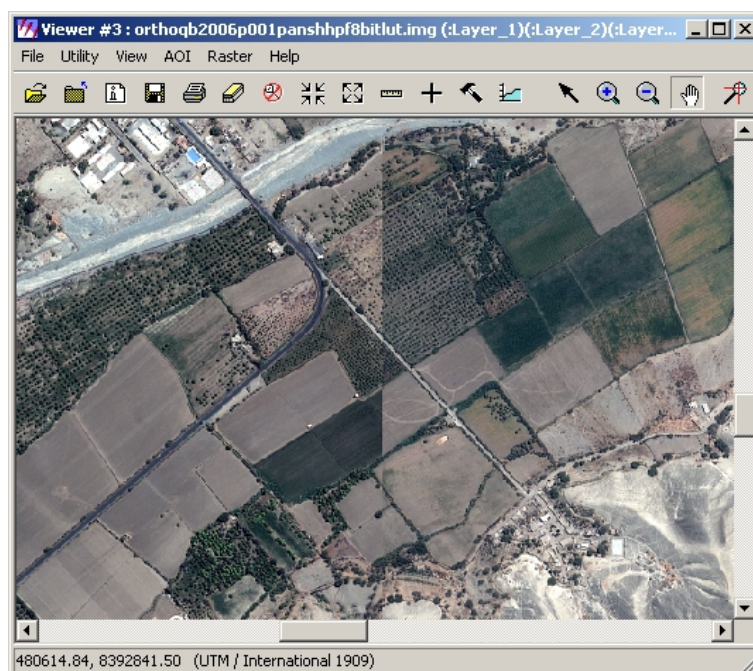 Viewer #3 : orthoqb2006p001panshhpf8bitlut.img (:Layer_1)(:Layer_2)(:Layer...
File Utility View AOI Raster Help
480614.84, 8392841.50 (UTM / International 1909)